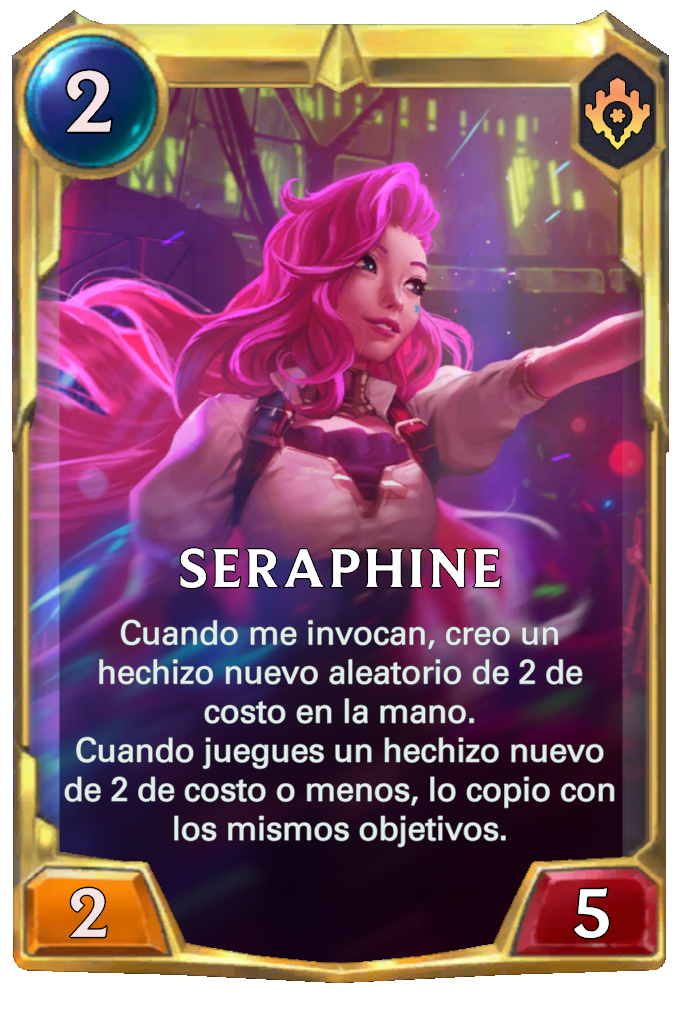 2
SERAPHINE
Cuando me invocan, creo un
hechizo nuevo aleatorio de 2 de
costo en la mano.
Cuando juegues un hechizo nuevo
de 2 de costo o menos, lo copio con
los mismos objetivos.
2
5